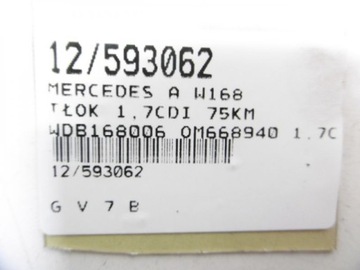 12/593062
MERCEDES A W168
TŁOK 1,7CDI 75KM
WDB168006 OM668940 1.7C
12/593062
G V 7 B